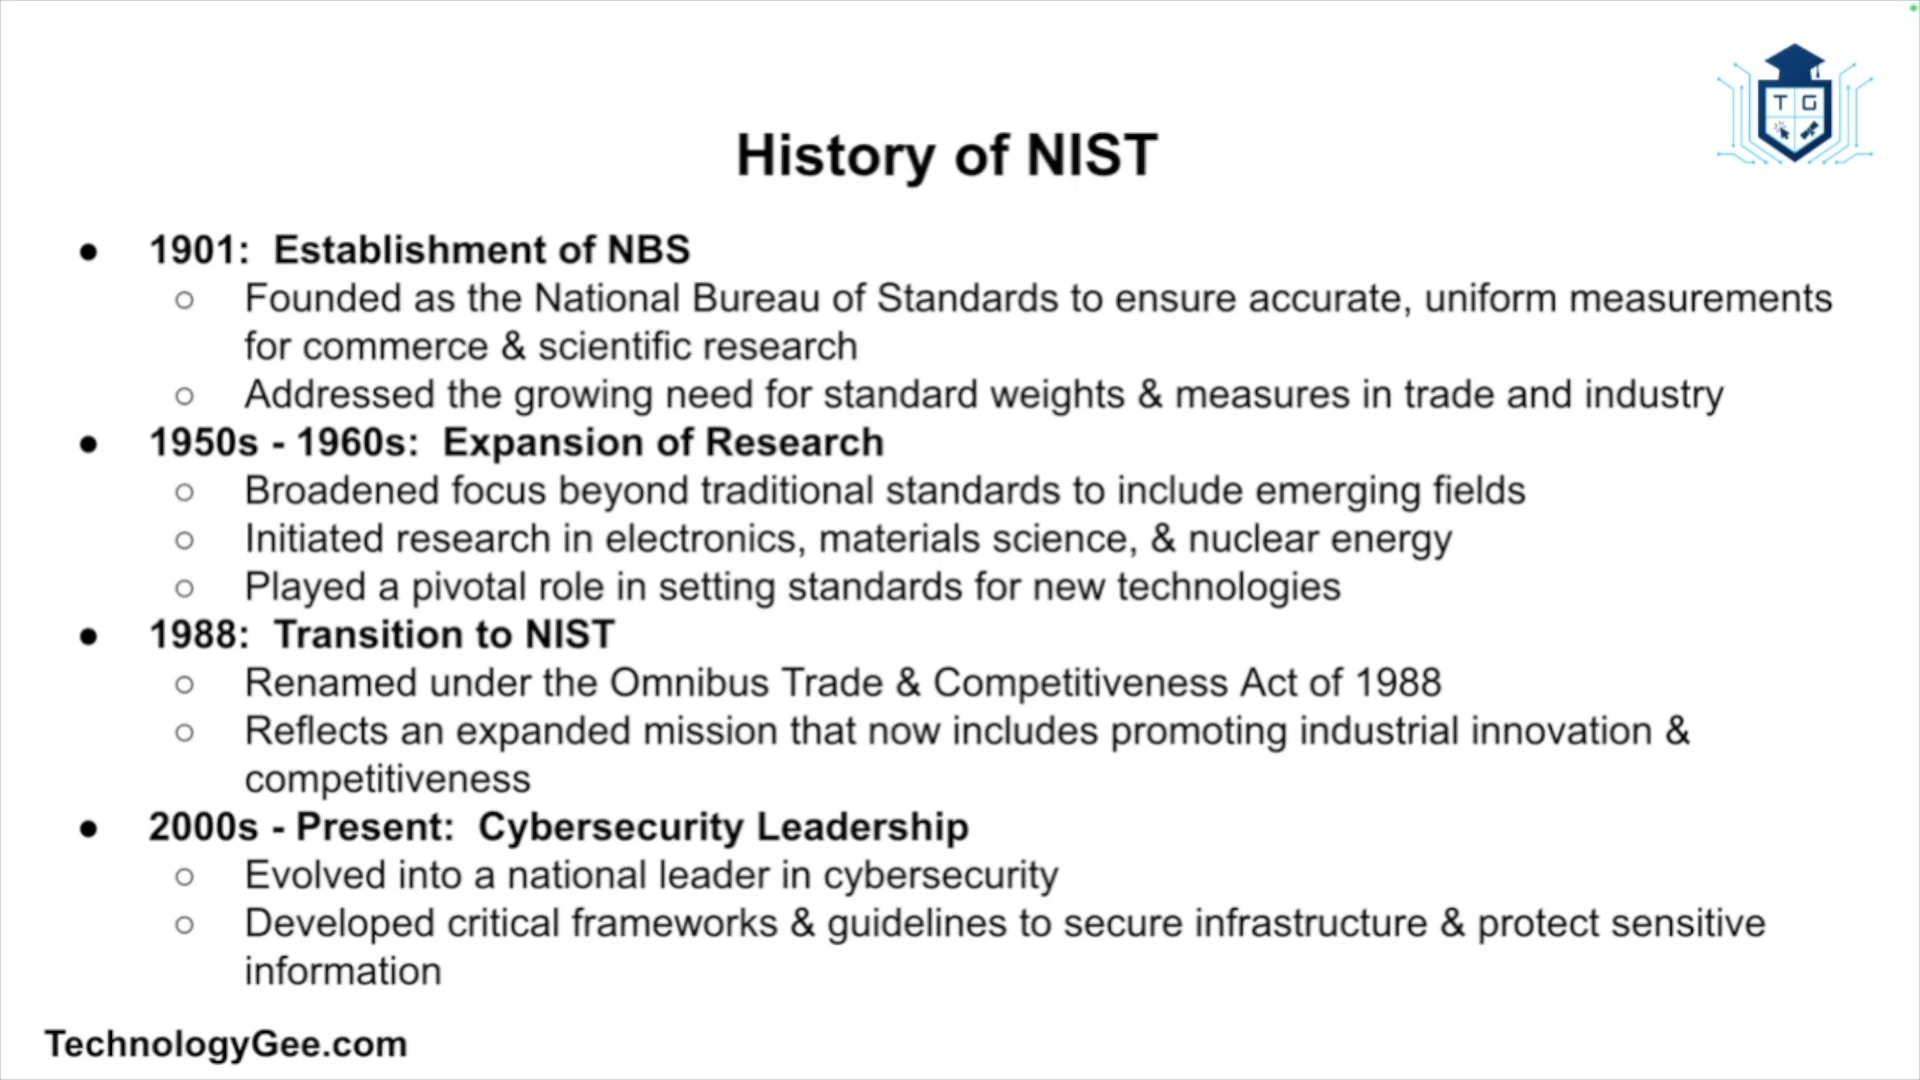 T G
History of NIST
● 1901:  Establishment of NBS
○ Founded as the National Bureau of Standards to ensure accurate, uniform measurements
for commerce & scientific research
○ Addressed the growing need for standard weights & measures in trade and industry
● 1950s - 1960s:  Expansion of Research
○ Broadened focus beyond traditional standards to include emerging fields
○ Initiated research in electronics, materials science, & nuclear energy
○ Played a pivotal role in setting standards for new technologies
● 1988:  Transition to NIST
○ Renamed under the Omnibus Trade & Competitiveness Act of 1988
○ Reflects an expanded mission that now includes promoting industrial innovation &
competitiveness
● 2000s - Present:  Cybersecurity Leadership
○ Evolved into a national leader in cybersecurity
○ Developed critical frameworks & guidelines to secure infrastructure & protect sensitive
information
TechnologyGee.com